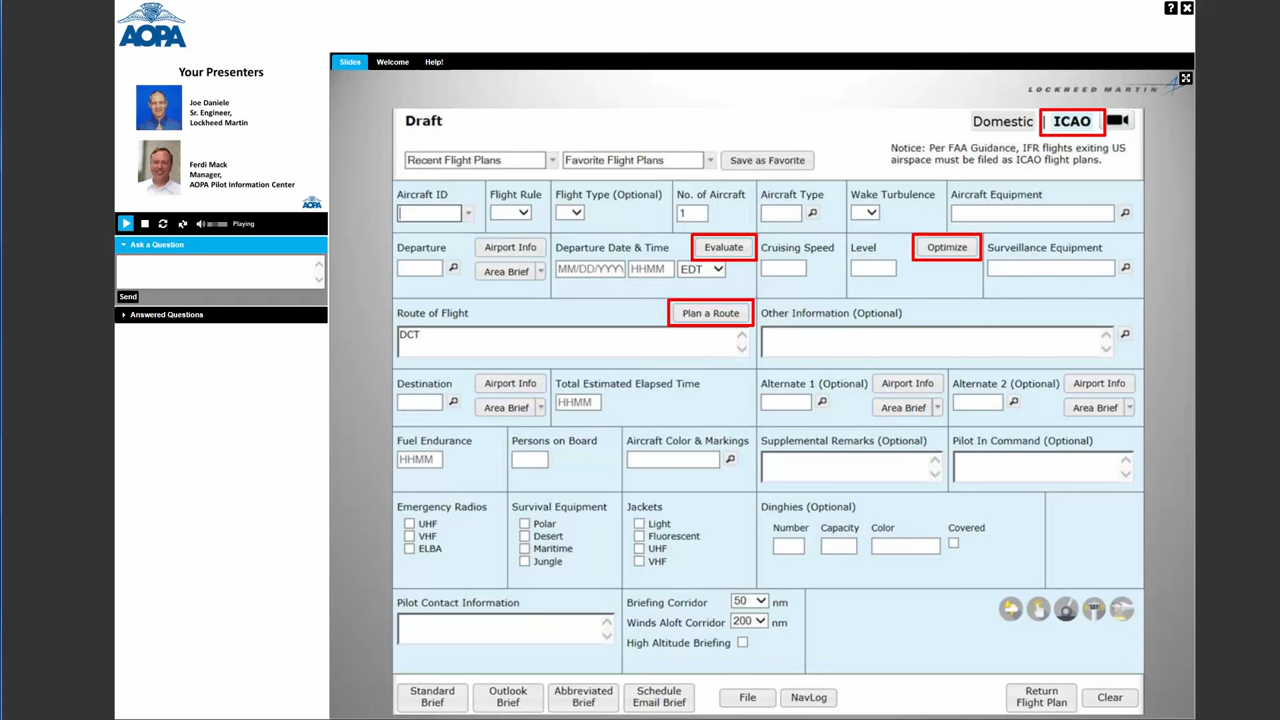 ?
AOPA
Your Presenters
Joe Daniele
Sr. Engineer,
Lockheed Martin
Ferdi Mack
Manager,
AOPA Pilot Information Center
AOPA
Playing
Ask a Question
Send
Answered Questions
Slides Welcome Help!
LOCKHEED MARTIN
Draft
Domestic | ICAO
Notice: Per FAA Guidance, IFR flights exiting US
airspace must be filed as ICAO flight plans.
Recent Flight Plans Favorite Flight Plans Save as Favorite
Aircraft ID Flight Rule Flight Type (Optional) No. of Aircraft Aircraft Type Wake Turbulence Aircraft Equipment
1
Departure Airport Info Departure Date & Time Evaluate Cruising Speed Level Optimize Surveillance Equipment
Area Brief MM/DD/YYYY HHMM EDT
Route of Flight Plan a Route Other Information (Optional)
DCT
Destination Airport Info Total Estimated Elapsed Time Alternate 1 (Optional) Airport Info Alternate 2 (Optional) Airport Info
Area Brief HHMM Area Brief Area Brief
Fuel Endurance Persons on Board Aircraft Color & Markings Supplemental Remarks (Optional) Pilot In Command (Optional)
HHMM
Emergency Radios Survival Equipment Jackets Dinghies (Optional)
UHF Polar Light Number Capacity Color Covered
VHF Desert Fluorescent
ELBA Maritime UHF
Jungle VHF
Pilot Contact Information Briefing Corridor 50 nm
Winds Aloft Corridor 200 nm
High Altitude Briefing
Standard Brief Outlook Brief Abbreviated Brief Schedule Email Brief File NavLog Return Flight Plan Clear